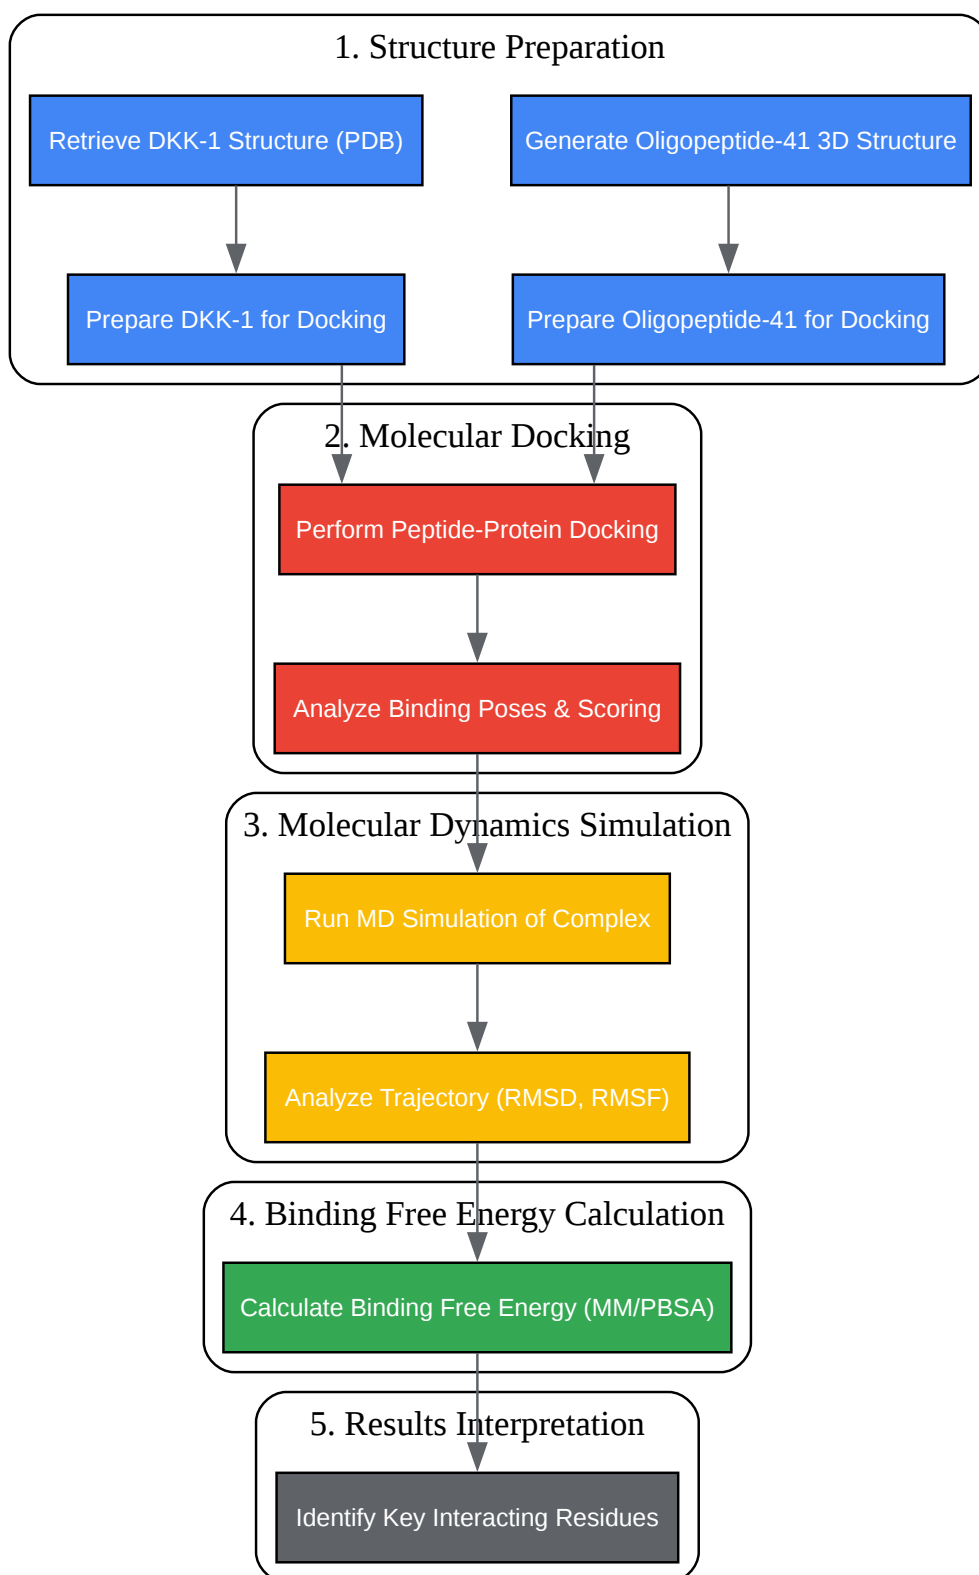 1. Structure Preparation
Retrieve DKK-1 Structure (PDB)
Generate Oligopeptide-41 3D Structure
Prepare DKK-1 for Docking
Prepare Oligopeptide-41 for Docking
2. Molecular Docking
Perform Peptide-Protein Docking
Analyze Binding Poses & Scoring
3. Molecular Dynamics Simulation
Run MD Simulation of Complex
Analyze Trajectory (RMSD, RMSF)
4. Binding Free Energy Calculation
Calculate Binding Free Energy (MM/PBSA)
5. Results Interpretation
Identify Key Interacting Residues